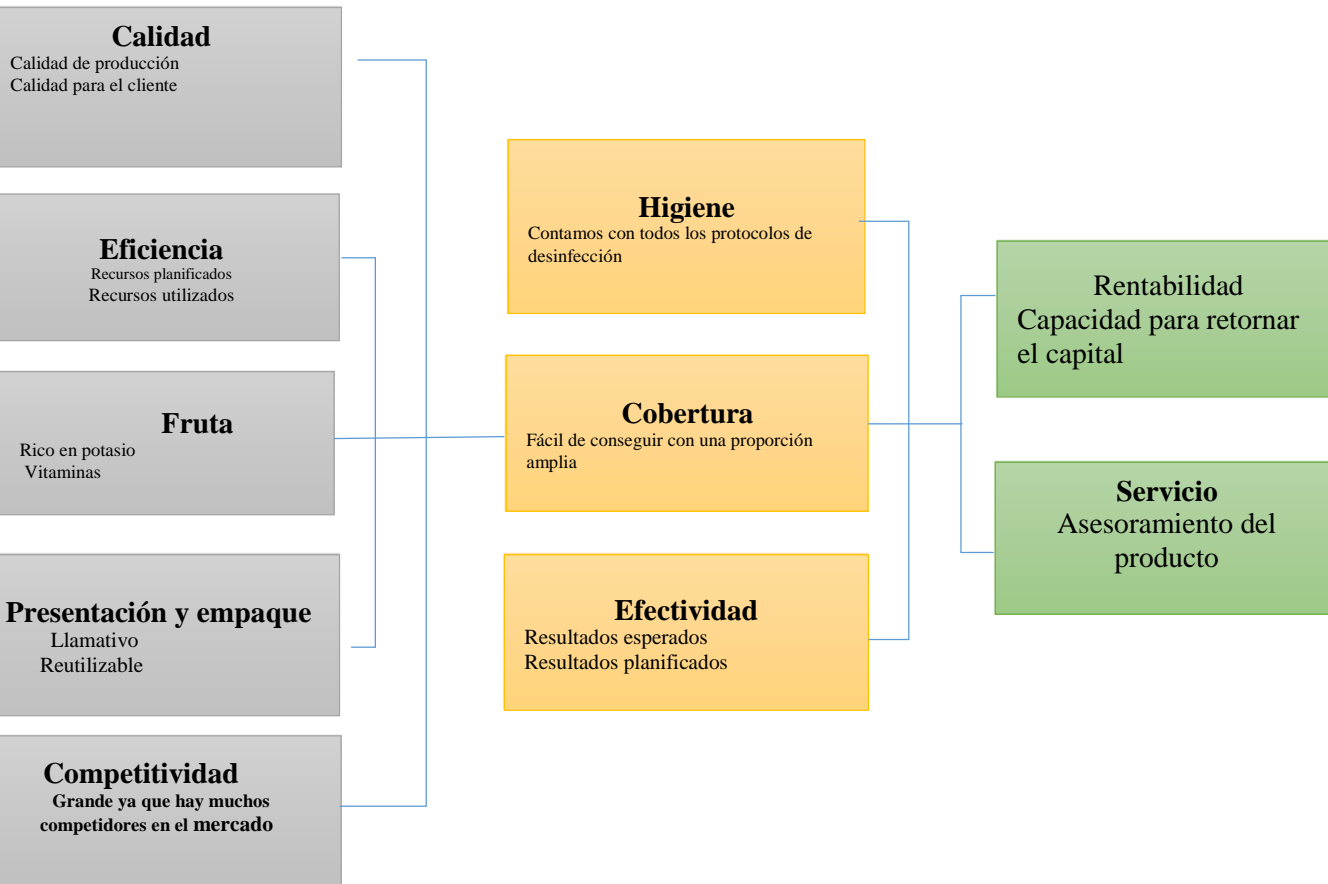 Calidad
Calidad de producción
Calidad para el cliente
Eficiencia
Recursos planificados
Recursos utilizados
Fruta
Rico en potasio
Vitaminas
Presentación y empaque
Llamativo
Reutilizable
Competitividad
Grande ya que hay muchos
competidores en el mercado
Higiene
Contamos con todos los protocolos de
desinfección
Cobertura
Fácil de conseguir con una proporción
amplia
Efectividad
Resultados esperados
Resultados planificados
Rentabilidad
Capacidad para retornar
el capital
Servicio
Asesoramiento del
producto